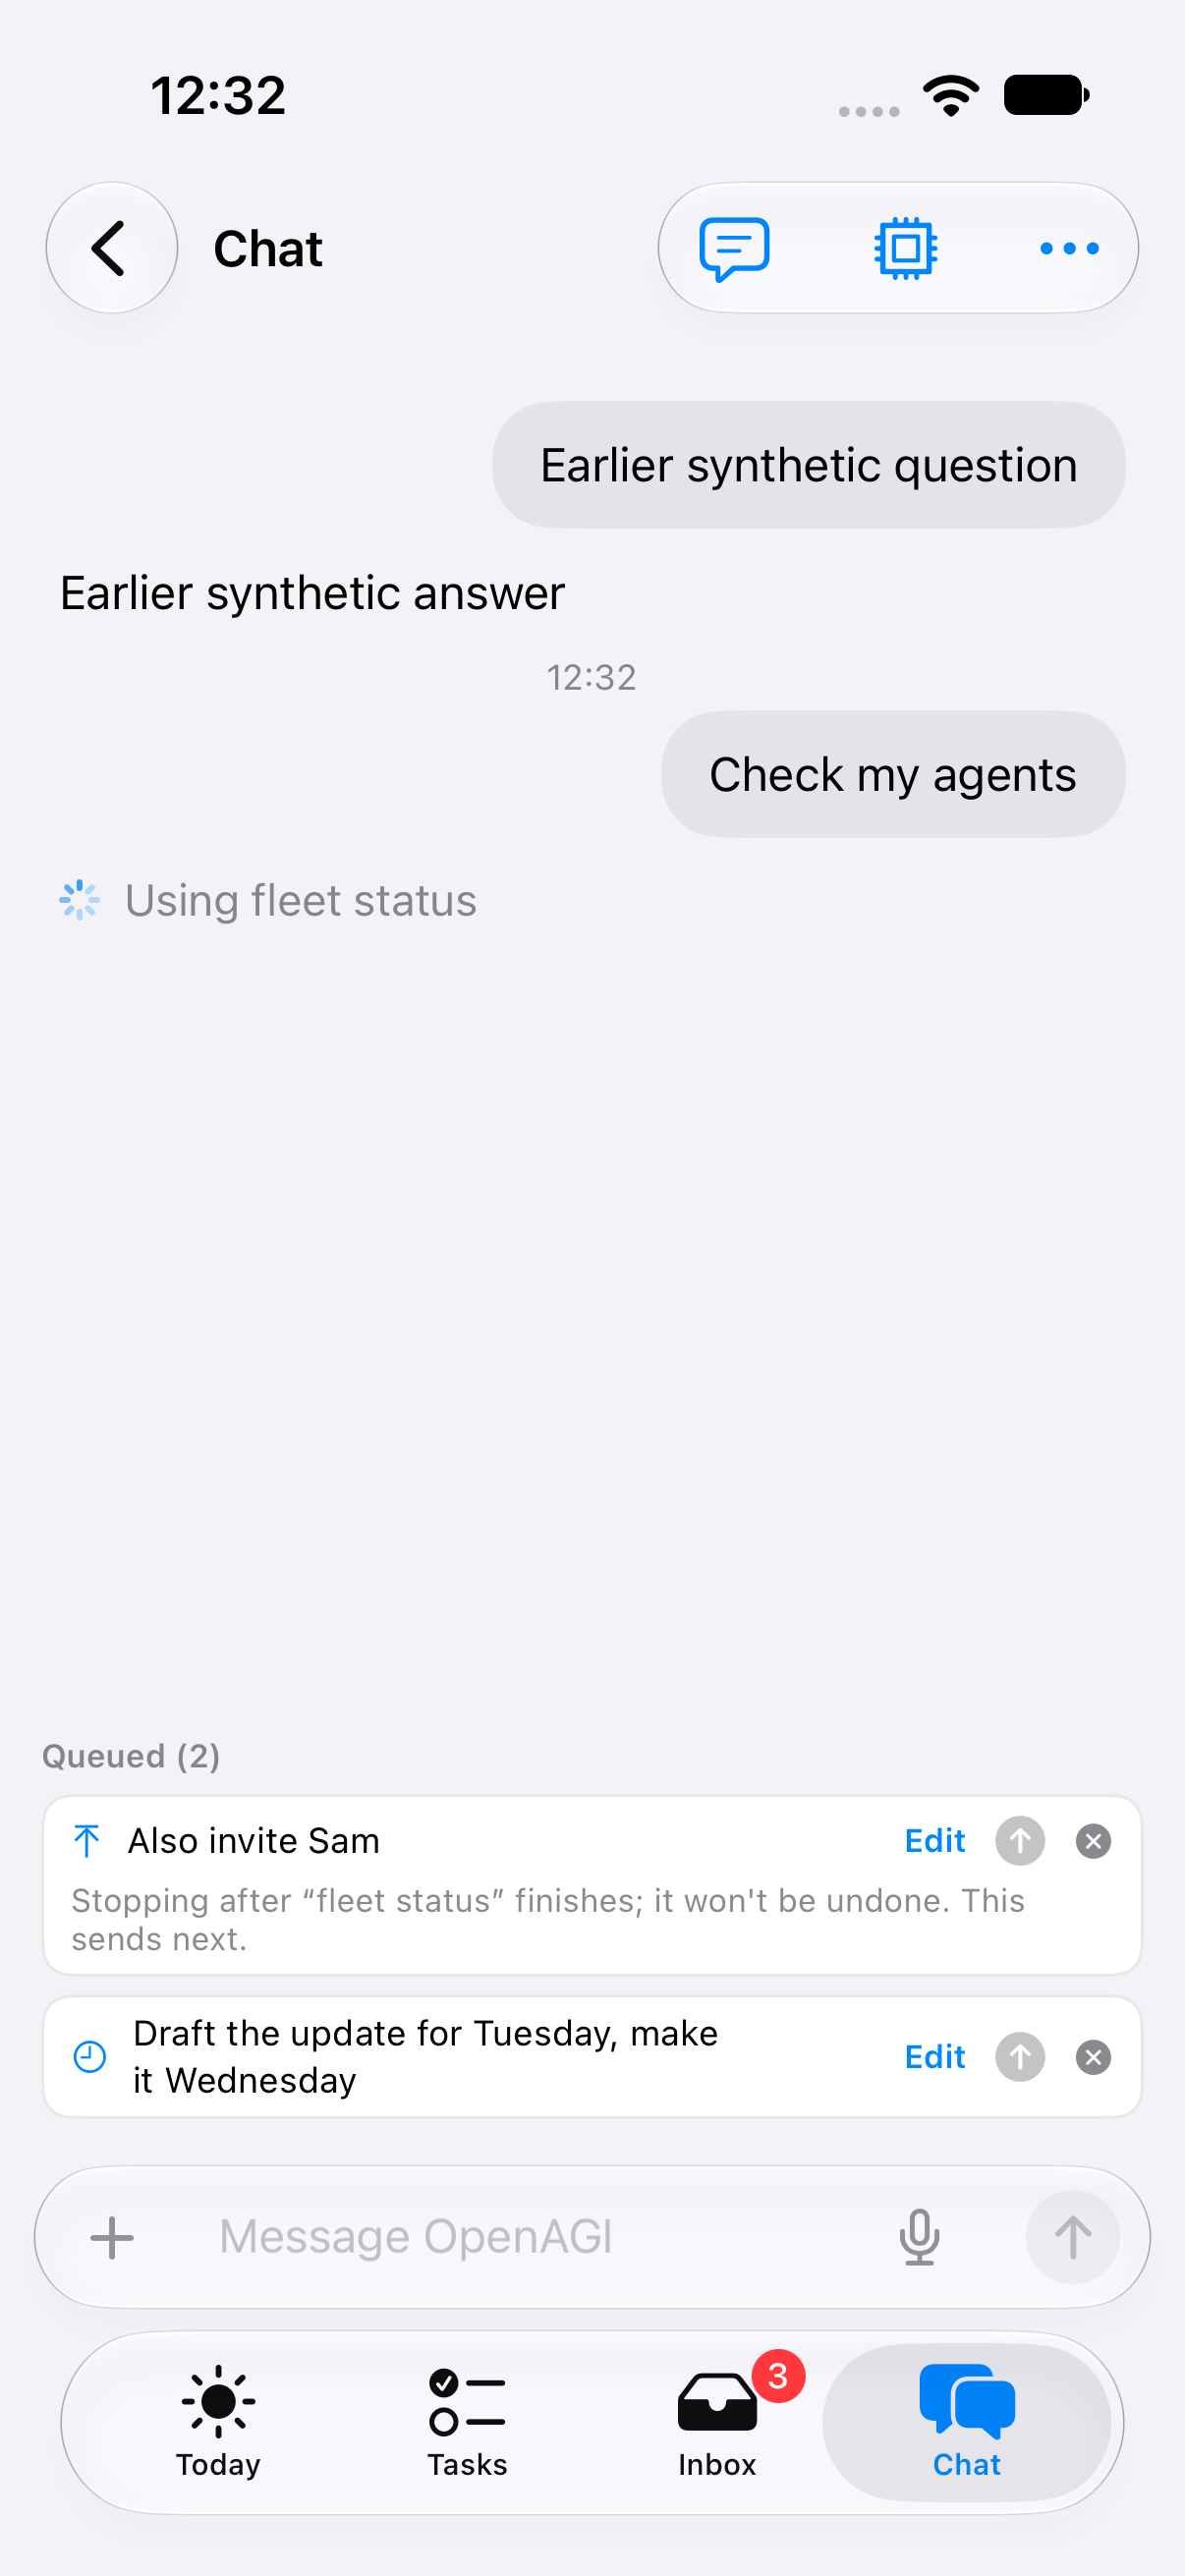 12:32
Chat
Earlier synthetic question
Earlier synthetic answer
12:32
Check my agents
Using fleet status
Queued (2)
Also invite Sam
Edit
Stopping after “fleet status” finishes; it won't be undone. This
sends next.
Draft the update for Tuesday, make
it Wednesday
Edit
Message OpenAGI
3
Today
Tasks
Inbox
Chat